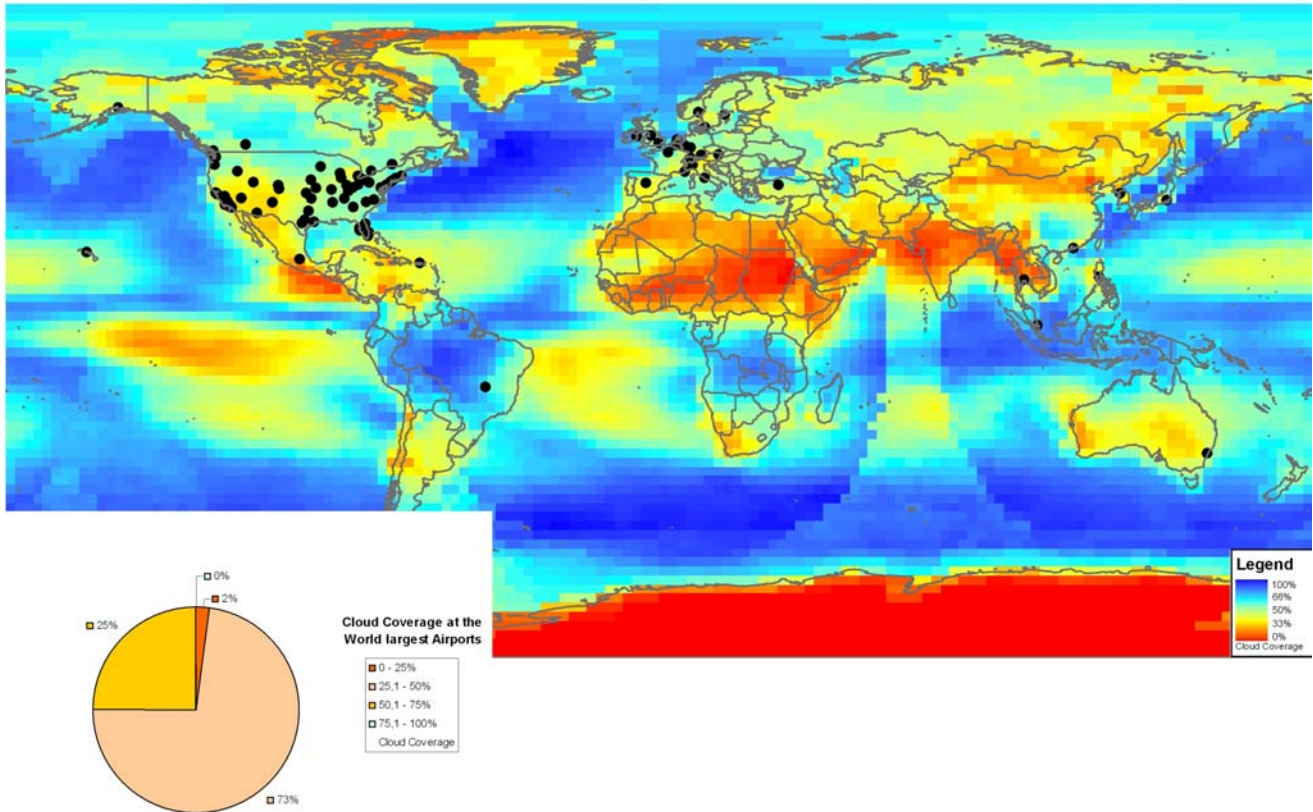 Legend
100%
66%
50%
33%
0%
Cloud Coverage
0%
2%
25%
73%
Cloud Coverage at the
World largest Airports
0 - 25%
25,1 - 50%
50,1 - 75%
75,1 - 100%
Cloud Coverage